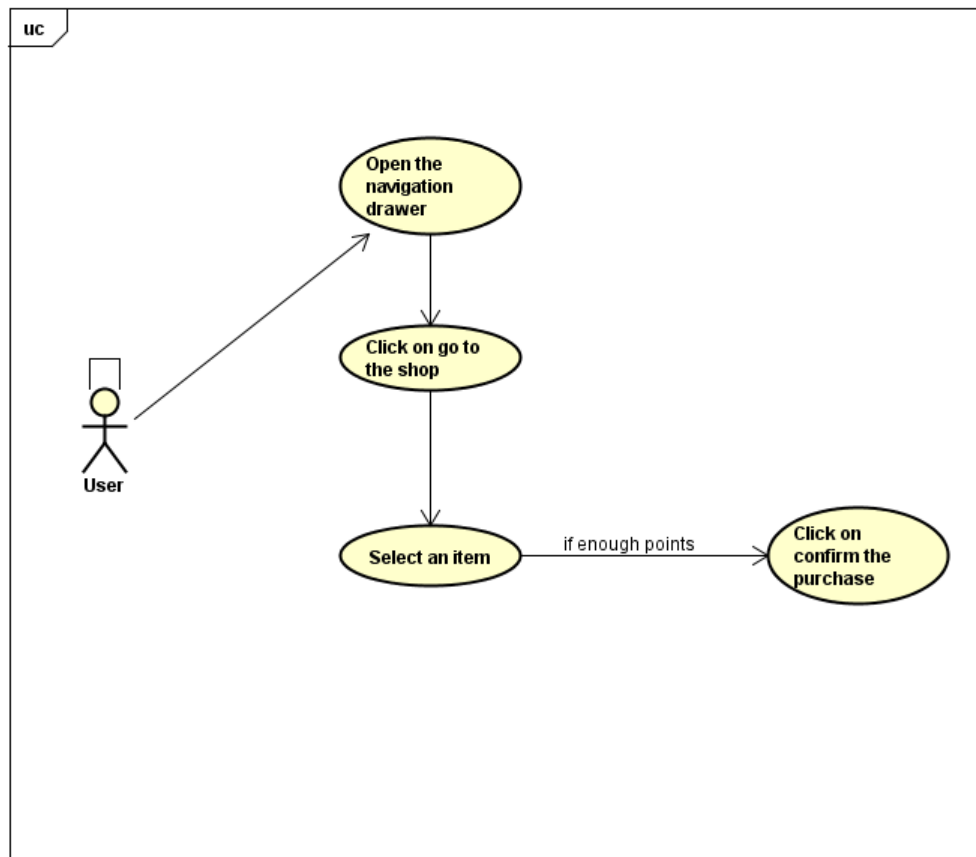 uc
Open the
navigation
drawer
Click on go to
the shop
User
Select an item
if enough points
Click on
confirm the
purchase